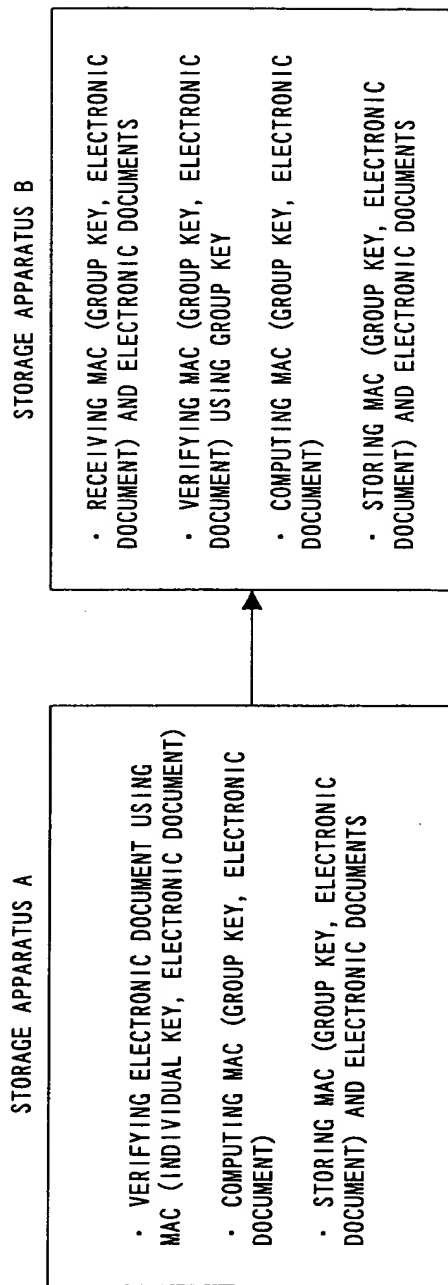 STORAGE APPARATUS A
· VERIFYING ELECTRONIC DOCUMENT USING
MAC (INDIVIDUAL KEY, ELECTRONIC DOCUMENT)
· COMPUTING MAC (GROUP KEY, ELECTRONIC
DOCUMENT)
· STORING MAC (GROUP KEY, ELECTRONIC
DOCUMENT) AND ELECTRONIC DOCUMENTS
STORAGE APPARATUS B
· RECEIVING MAC (GROUP KEY, ELECTRONIC
DOCUMENT) AND ELECTRONIC DOCUMENTS
· VERIFYING MAC (GROUP KEY, ELECTRONIC
DOCUMENT) USING GROUP KEY
· COMPUTING MAC (GROUP KEY, ELECTRONIC
DOCUMENT)
· STORING MAC (GROUP KEY, ELECTRONIC
DOCUMENT) AND ELECTRONIC DOCUMENTS